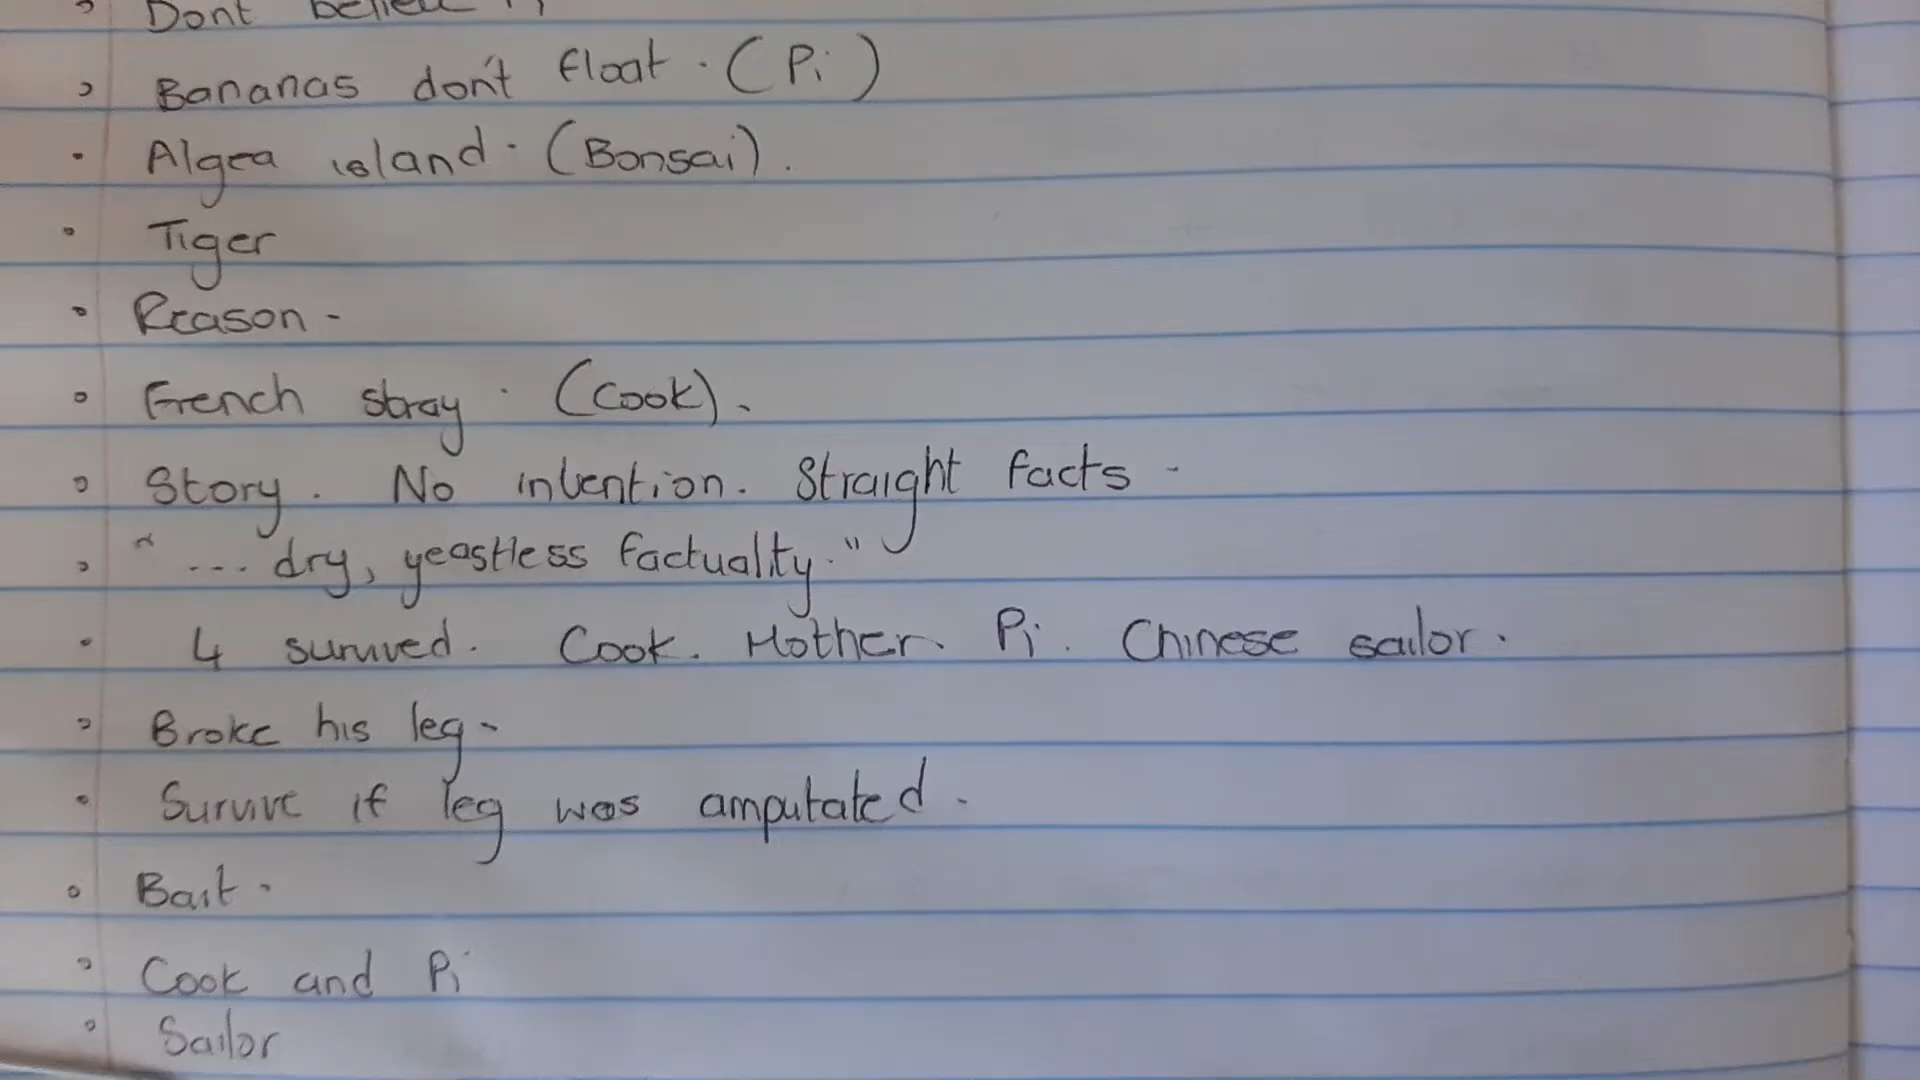 Dont
• Bananas don't float. (Pi)
• Algea island. (Bonsai).
• Tiger
• Reason-
• French stray. (Cook).
• Story. No invention. Straight facts-
• "... dry, yeastless factualty."
• 4 survived. Cook. Mother. Pi. Chinese sailor.
• Broke his leg-
• Survive if leg was amputated.
• Bait.
• Cook and Pi
• Sailor